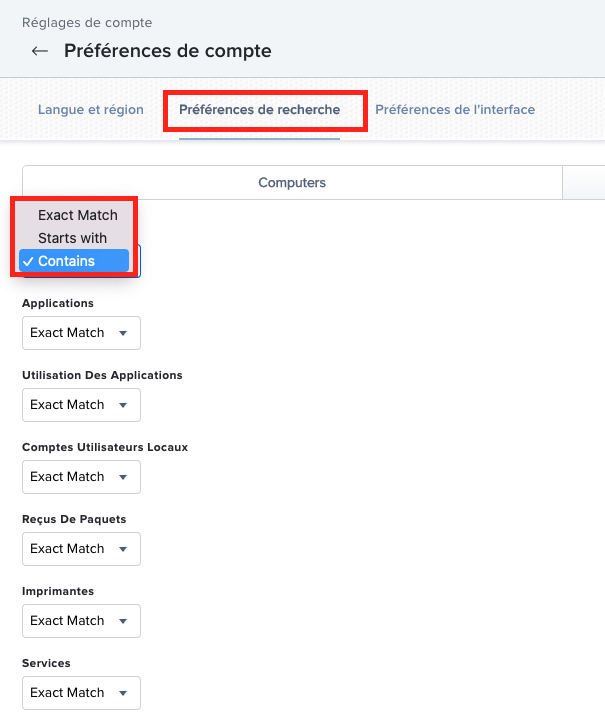 Réglages de compte
← Préférences de compte
Langue et région Préférences de recherche Préférences de l'interface
Computers
Exact Match
Starts with
✓ Contains
Applications
Exact Match
Utilisation Des Applications
Exact Match
Comptes Utilisateurs Locaux
Exact Match
Reçus De Paquets
Exact Match
Imprimantes
Exact Match
Services
Exact Match